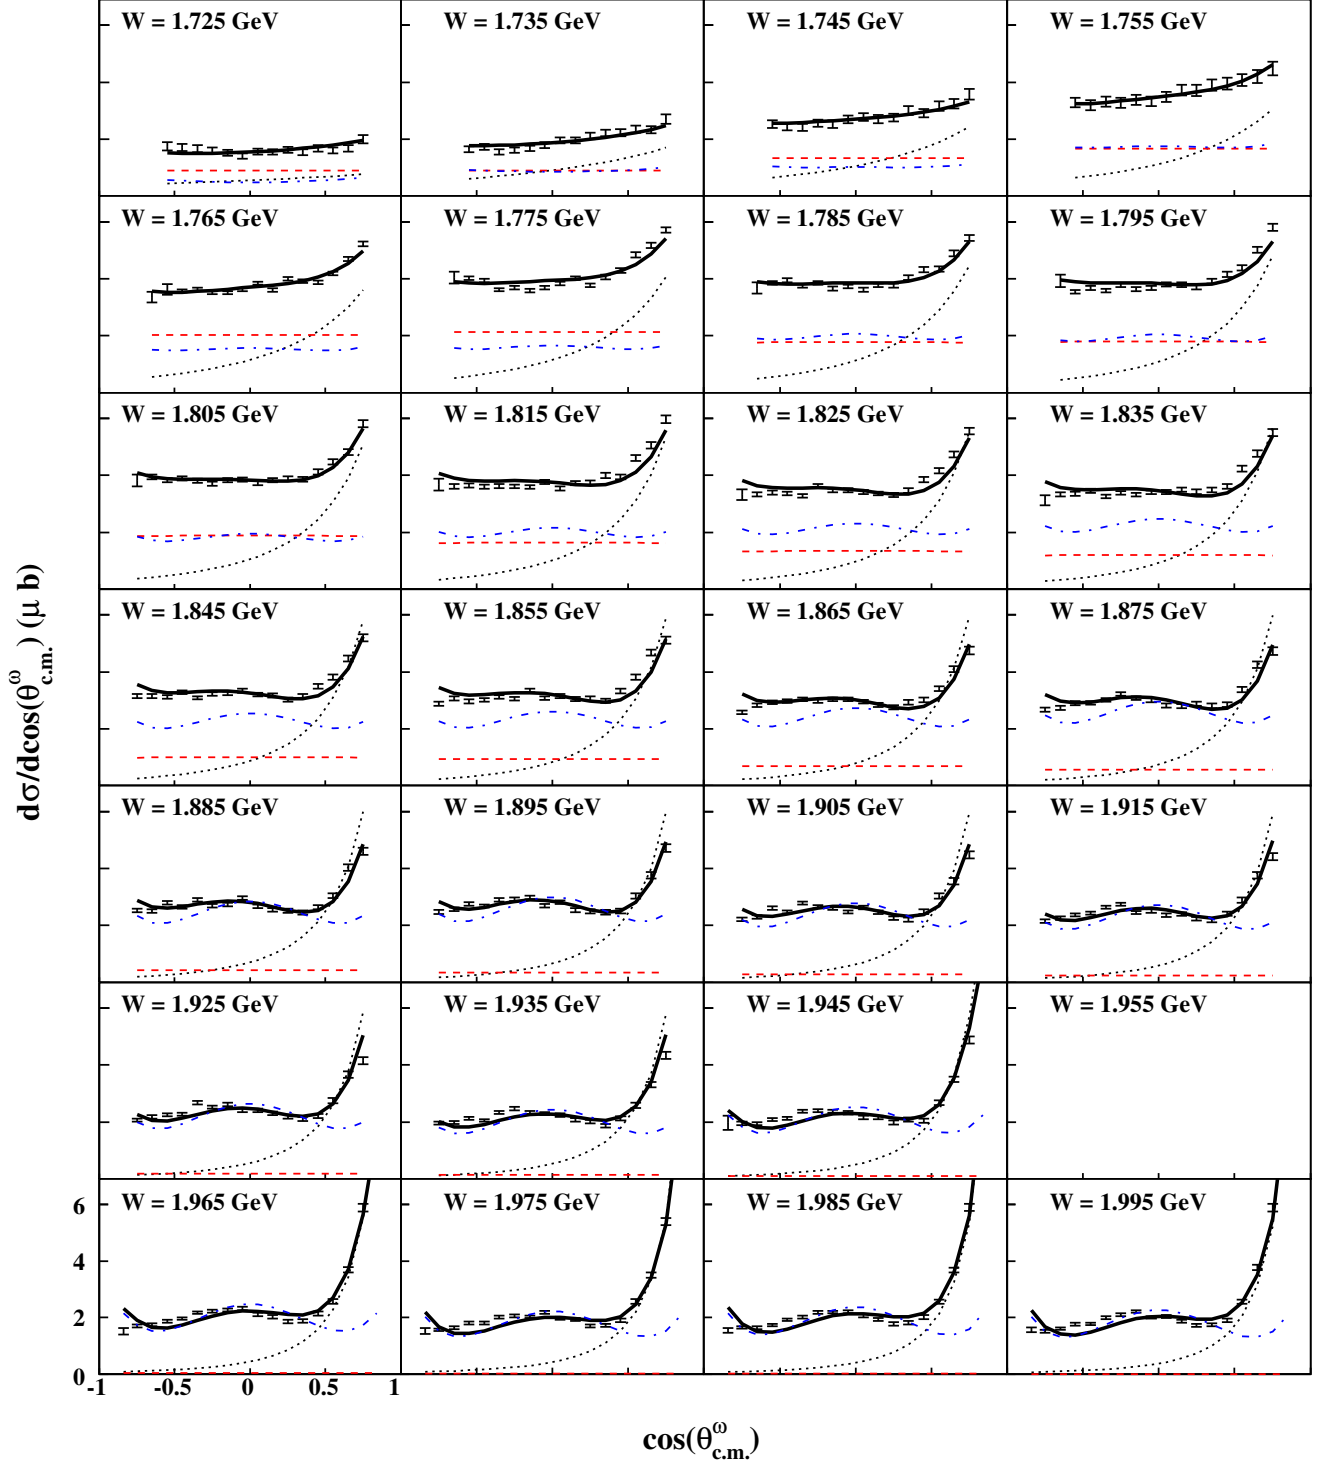 W = 1.725 GeV
W = 1.735 GeV
W = 1.745 GeV
W = 1.755 GeV
W = 1.765 GeV
W = 1.775 GeV
W = 1.785 GeV
W = 1.795 GeV
W = 1.805 GeV
W = 1.815 GeV
W = 1.825 GeV
W = 1.835 GeV
dσ/dcos(θ^ω_c.m.) (μ b)
W = 1.845 GeV
W = 1.855 GeV
W = 1.865 GeV
W = 1.875 GeV
W = 1.885 GeV
W = 1.895 GeV
W = 1.905 GeV
W = 1.915 GeV
W = 1.925 GeV
W = 1.935 GeV
W = 1.945 GeV
W = 1.955 GeV
W = 1.965 GeV
W = 1.975 GeV
W = 1.985 GeV
W = 1.995 GeV
6
4
2
0
-1 -0.5 0 0.5 1
cos(θ^ω_c.m.)